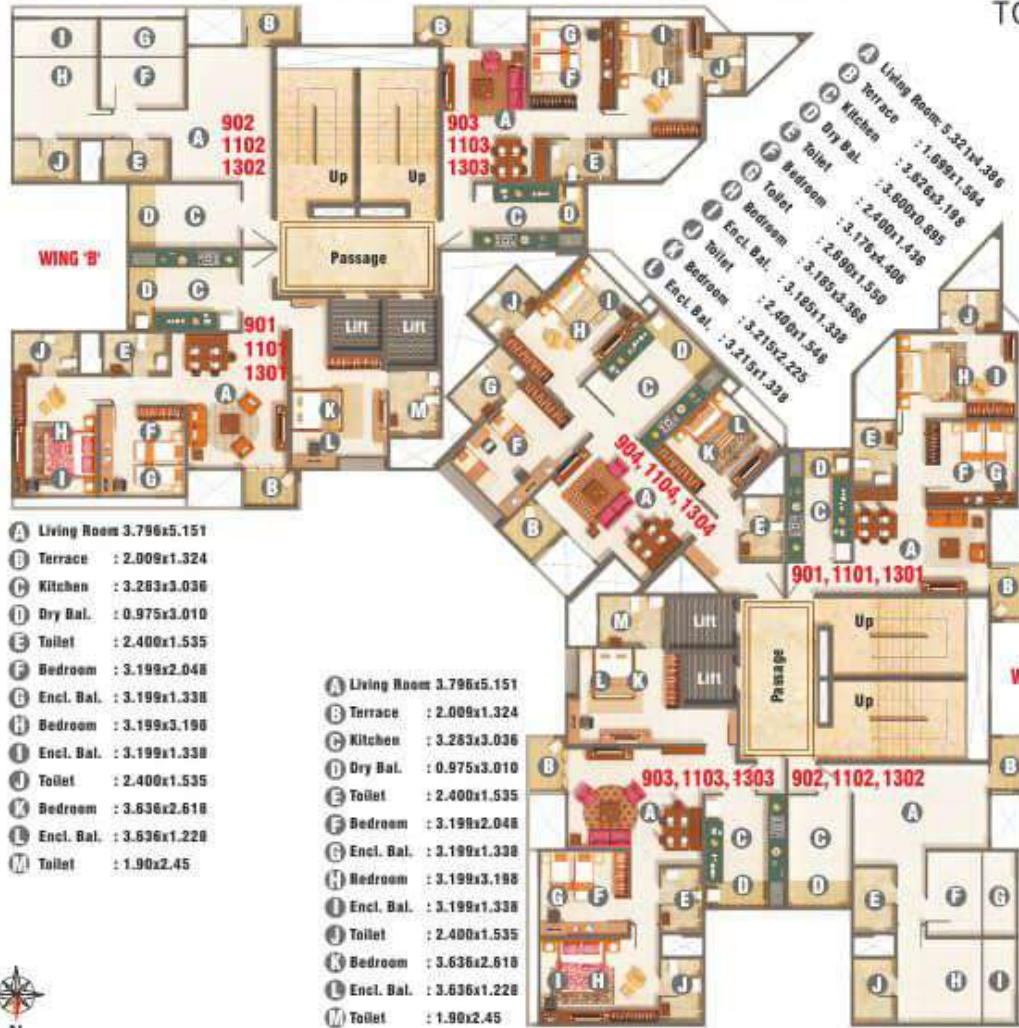 TO
902
1102
1302
903
1103
1303
Up
Up
Passage
WING 'B'
901
1101
1301
Lift
Lift
A Living Room: 5.321x4.386
B Terrace : 1.699x1.564
C Kitchen : 3.626x3.198
D Dry Bal. : 3.600x0.895
E Toilet : 2.400x1.436
F Bedroom : 3.176x4.406
G Toilet : 2.690x1.550
H Bedroom : 3.185x3.369
I Encl. Bal. : 3.185x1.338
J Toilet : 2.400x1.546
K Bedroom : 3.215x2.225
L Encl. Bal. : 3.215x1.338
904, 1104, 1304
901, 1101, 1301
A Living Room 3.796x5.151
B Terrace : 2.009x1.324
C Kitchen : 3.283x3.036
D Dry Bal. : 0.975x3.010
E Toilet : 2.400x1.535
F Bedroom : 3.199x2.048
G Encl. Bal. : 3.199x1.338
H Bedroom : 3.199x3.198
I Encl. Bal. : 3.199x1.338
J Toilet : 2.400x1.535
K Bedroom : 3.636x2.618
L Encl. Bal. : 3.636x1.228
M Toilet : 1.90x2.45
Lift
Lift
Passage
Up
Up
W
903, 1103, 1303
902, 1102, 1302
A Living Room: 3.796x5.151
B Terrace : 2.009x1.324
C Kitchen : 3.283x3.036
D Dry Bal. : 0.975x3.010
E Toilet : 2.400x1.535
F Bedroom : 3.199x2.048
G Encl. Bal. : 3.199x1.338
H Bedroom : 3.199x3.198
I Encl. Bal. : 3.199x1.338
J Toilet : 2.400x1.535
K Bedroom : 3.636x2.618
L Encl. Bal. : 3.636x1.228
M Toilet : 1.90x2.45